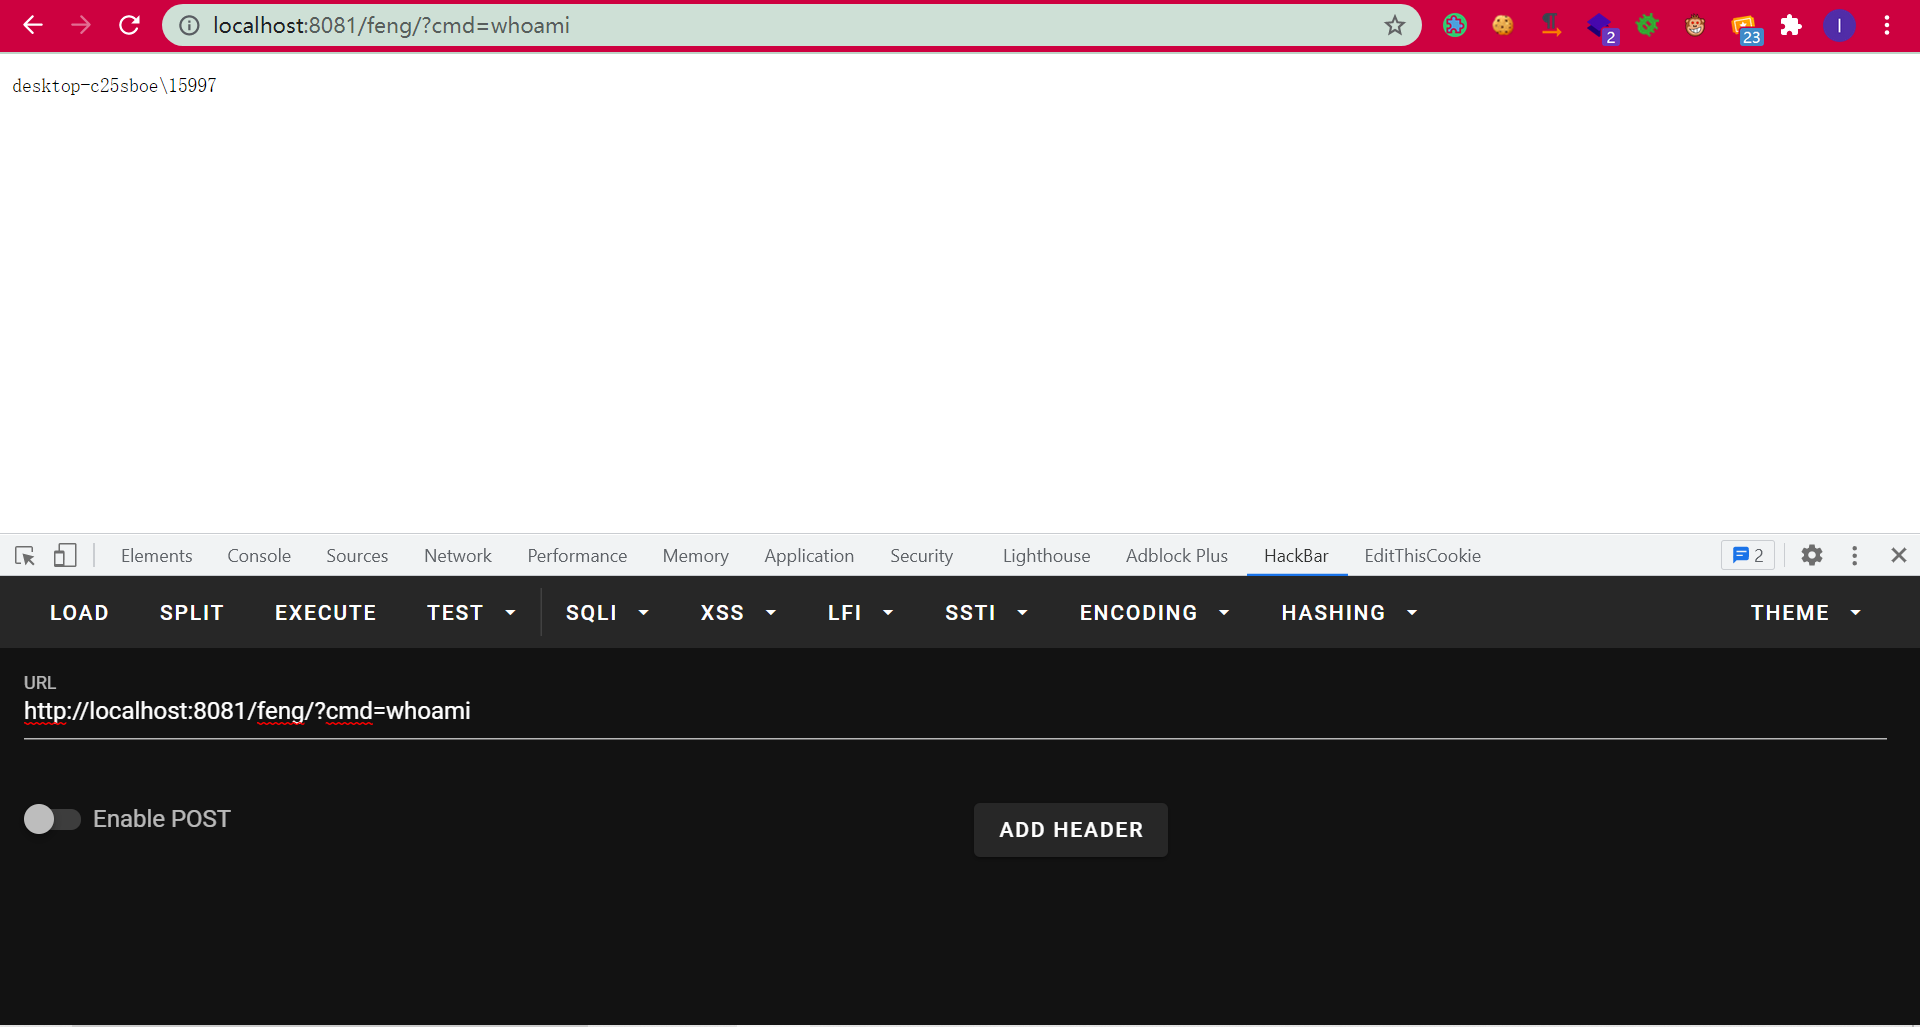 localhost:8081/feng/?cmd=whoami
2
23
I
desktop-c25sboe\15997
Elements Console Sources Network Performance Memory Application Security Lighthouse Adblock Plus HackBar EditThisCookie 2
LOAD SPLIT EXECUTE TEST SQLI XSS LFI SSTI ENCODING HASHING THEME
URL
http://localhost:8081/feng/?cmd=whoami
Enable POST
ADD HEADER